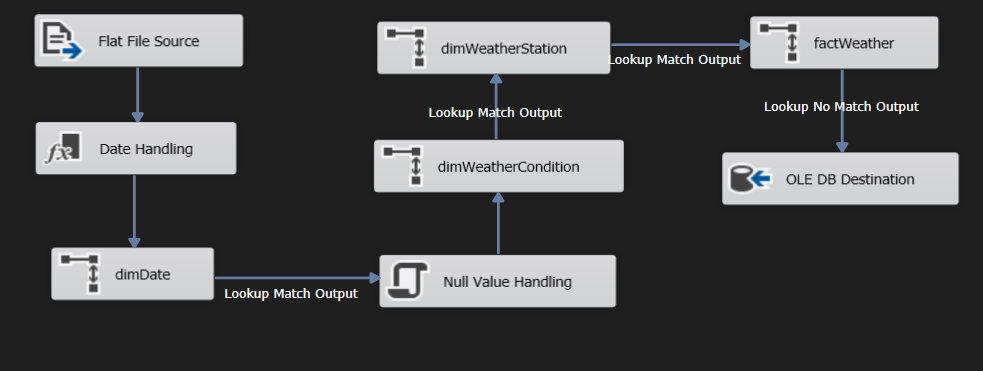 Flat File Source
Date Handling
dimDate
Lookup Match Output
Null Value Handling
dimWeatherCondition
Lookup Match Output
dimWeatherStation
Lookup Match Output
factWeather
Lookup No Match Output
OLE DB Destination
fx